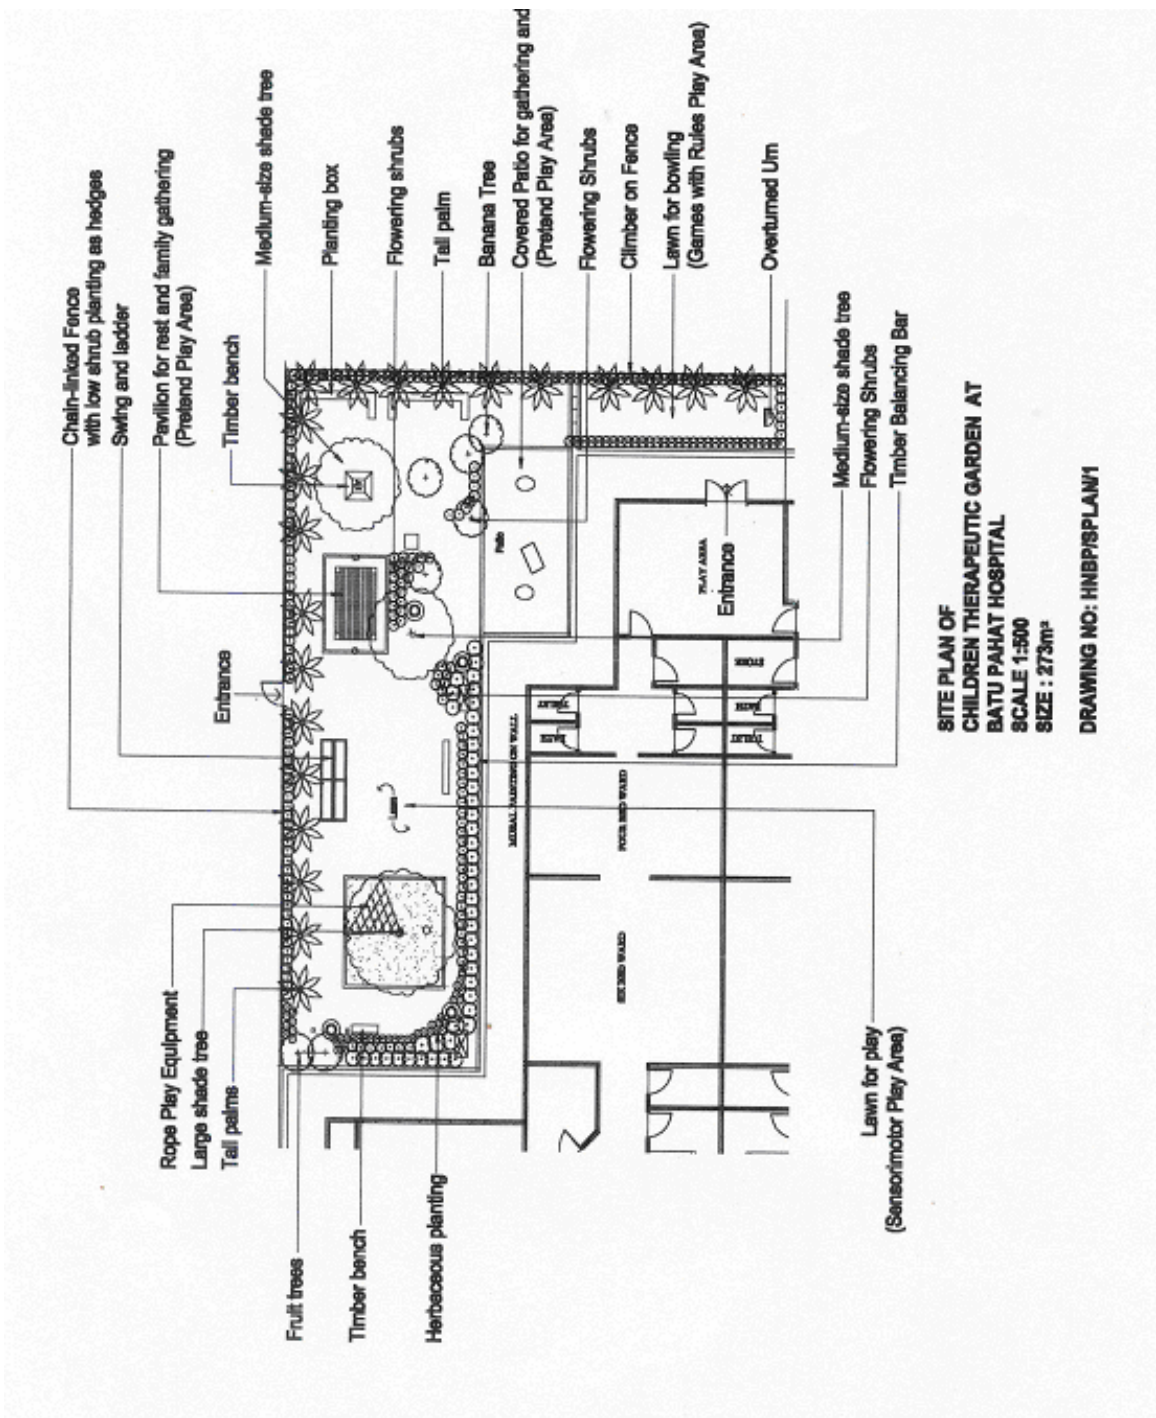 Chain-linked Fence
with low shrub planting as hedges
Swing and ladder
Pavilion for rest and family gathering
(Pretend Play Area)
Timber bench
Medium-size shade tree
Planting box
Flowering shrubs
Tall palm
Banana Tree
Covered Patio for gathering and
(Pretend Play Area)
Flowering Shrubs
Climber on Fence
Lawn for bowling
(Games with Rules Play Area)
Overturned Urn
Entrance
Rope Play Equipment
Large shade tree
Tall palms
Fruit trees
Timber bench
Herbaceous planting
Patio
MURAL PAINTING ON WALL
PLAY AREA
Entrance
STORE
TOILET
BATH
BATH
TOILET
FOUR BED WARD
SIX BED WARD
Medium-size shade tree
Flowering Shrubs
Timber Balancing Bar
Lawn for play
(Sensorimotor Play Area)
SITE PLAN OF
CHILDREN THERAPEUTIC GARDEN AT
BATU PAHAT HOSPITAL
SCALE 1:500
SIZE : 273m²
DRAWING NO: HNBP/SPLAN/1